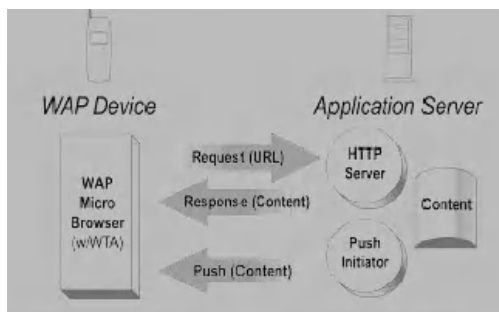 WAP Device
Application Server
Request (URL)
HTTP
Server
WAP
Micro
Browser
(w/WTA)
Response (Content)
Content
Push
Initiator
Push (Content)